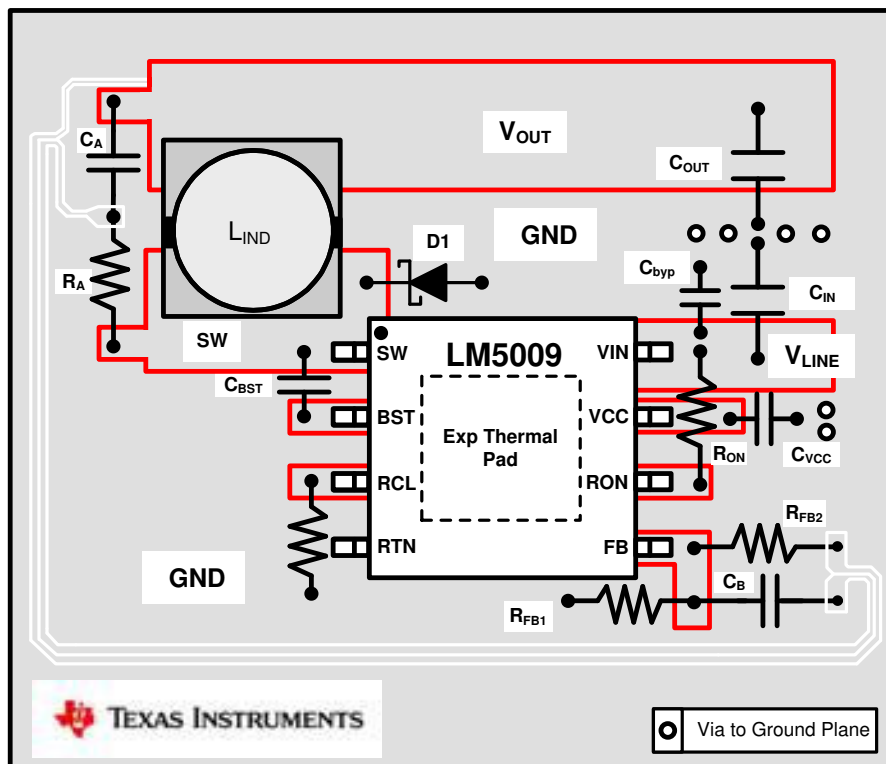 CA
VOUT
COUT
LIND
D1
GND
Cbyp
CIN
RA
SW
LM5009
VIN
VLINE
SW
CBST
BST
Exp Thermal
Pad
VCC
RON
CVCC
RCL
RON
RFB2
RTN
FB
GND
CB
RFB1
TEXAS INSTRUMENTS
Via to Ground Plane